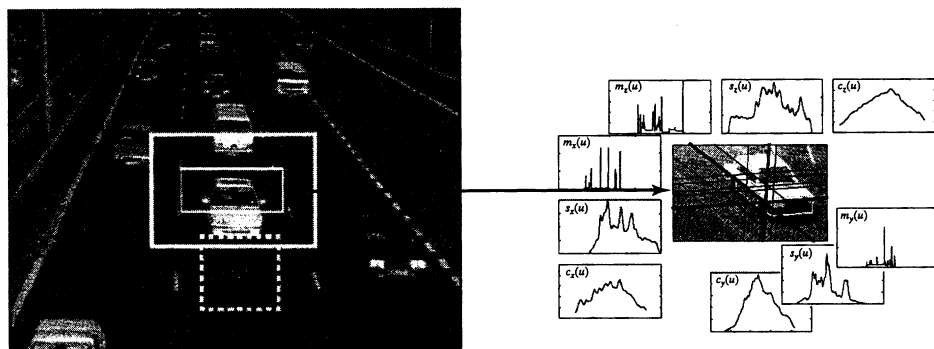 m_z(u) s_z(u) c_z(u)
m_x(u)
s_x(u)
c_x(u)
m_y(u)
s_y(u)
c_y(u)